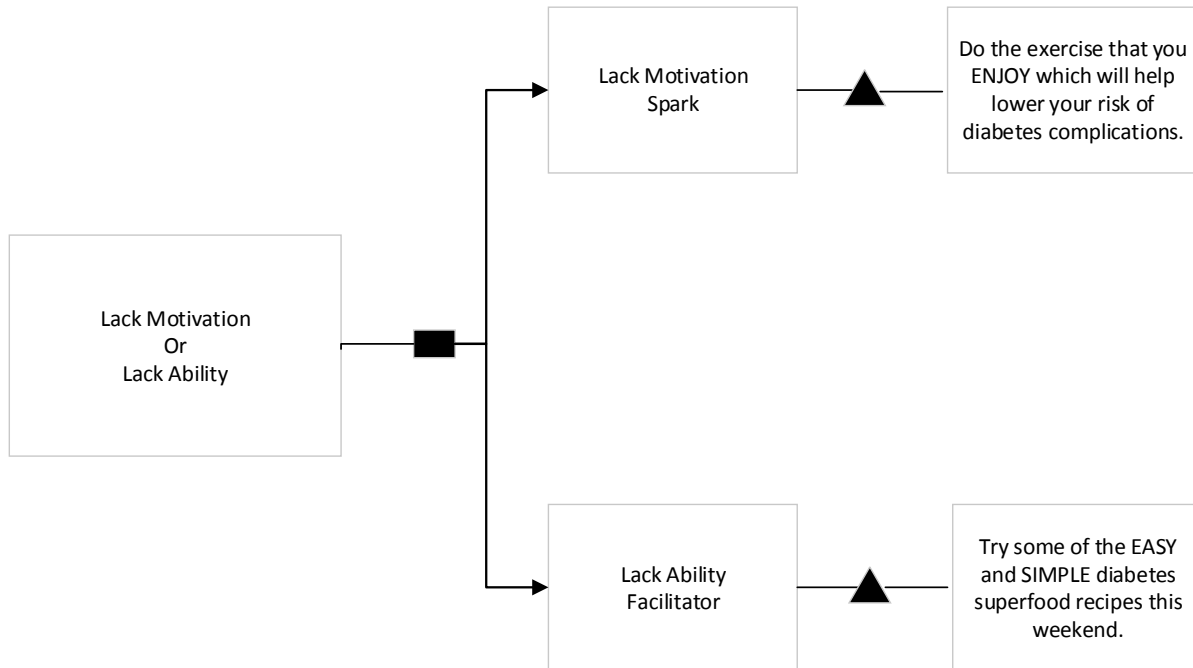 Lack Motivation
Spark
Do the exercise that you
ENJOY which will help
lower your risk of
diabetes complications.
Lack Motivation
Or
Lack Ability
Lack Ability
Facilitator
Try some of the EASY
and SIMPLE diabetes
superfood recipes this
weekend.